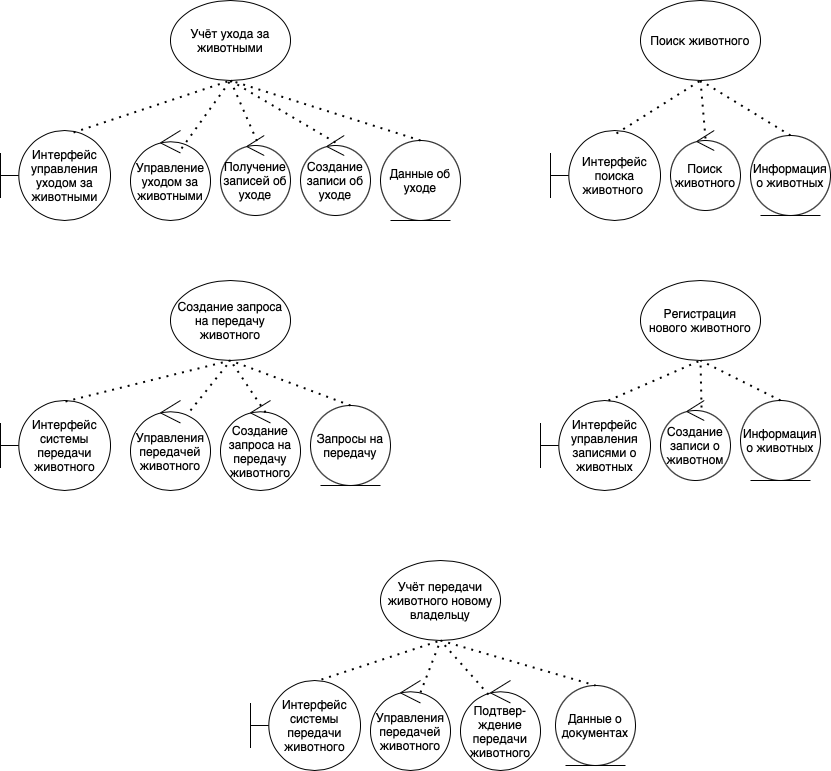 Учёт ухода за
животными
Поиск животного
Интерфейс
управления
уходом за
животными
Управление
уходом за
животными
Получение
записей об
уходе
Создание
записи об
уходе
Данные об
уходе
Интерфейс
поиска
животного
Поиск
животного
Информация
о животных
Создание запроса
на передачу
животного
Регистрация
нового животного
Интерфейс
системы
передачи
животного
Управления
передачей
животного
Создание
запроса на
передачу
животного
Запросы на
передачу
Интерфейс
управления
записями о
животных
Создание
записи о
животном
Информация
о животных
Учёт передачи
животного новому
владельцу
Интерфейс
системы
передачи
животного
Управления
передачей
животного
Подтвер-
ждение
передачи
животного
Данные о
документах